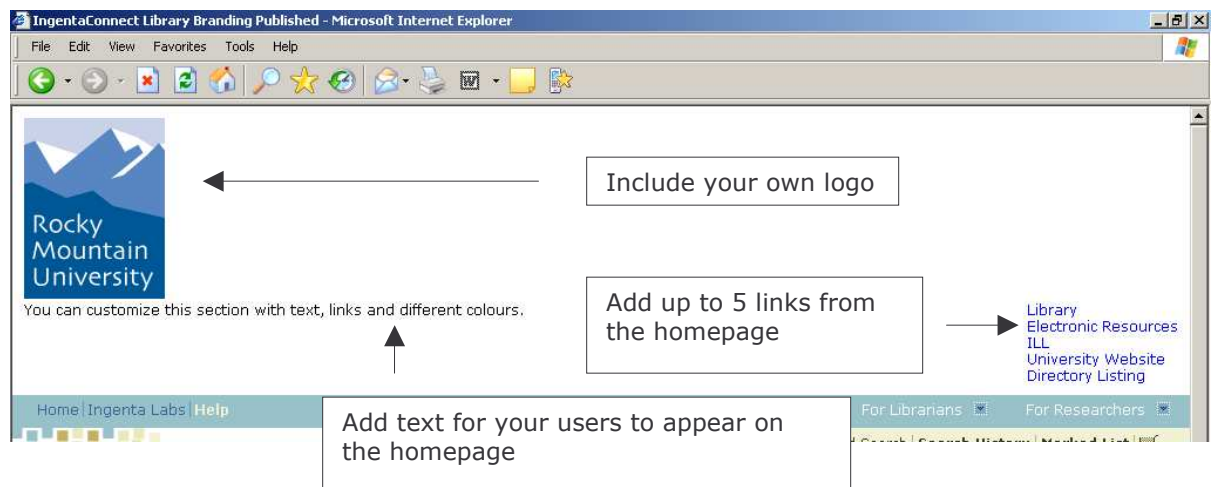 IngentaConnect Library Branding Published - Microsoft Internet Explorer
File Edit View Favorites Tools Help
Include your own logo
Rocky
Mountain
University
You can customize this section with text, links and different colours.
Add up to 5 links from
the homepage
Library
Electronic Resources
ILL
University Website
Directory Listing
Home|Ingenta Labs|Help
For Librarians
For Researchers
Add text for your users to appear on
the homepage
Search | Search History | Marked List |